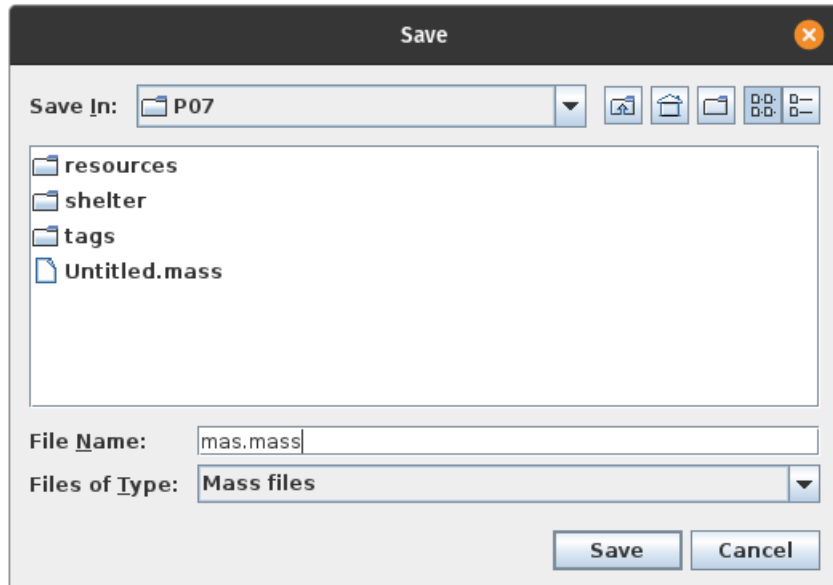 Save
Save In: P07
resources
shelter
tags
Untitled.mass
File Name: mas.mass
Files of Type: Mass files
Save Cancel